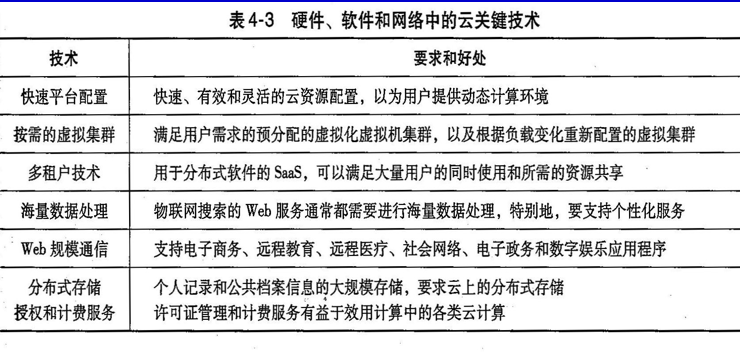 表4-3 硬件、软件和网络中的云关键技术
技术 要求和好处
快速平台配置 快速、有效和灵活的云资源配置，以为用户提供动态计算环境
按需的虚拟集群 满足用户需求的预分配的虚拟化虚拟机集群，以及根据负载变化重新配置的虚拟集群
多租户技术 用于分布式软件的 SaaS，可以满足大量用户的同时使用和所需的资源共享
海量数据处理 物联网搜索的 Web 服务通常都需要进行海量数据处理，特别地，要支持个性化服务
Web 规模通信 支持电子商务、远程教育、远程医疗、社会网络、电子政务和数字娱乐应用程序
分布式存储 个人记录和公共档案信息的大规模存储，要求云上的分布式存储
授权和计费服务 许可证管理和计费服务有益于效用计算中的各类云计算